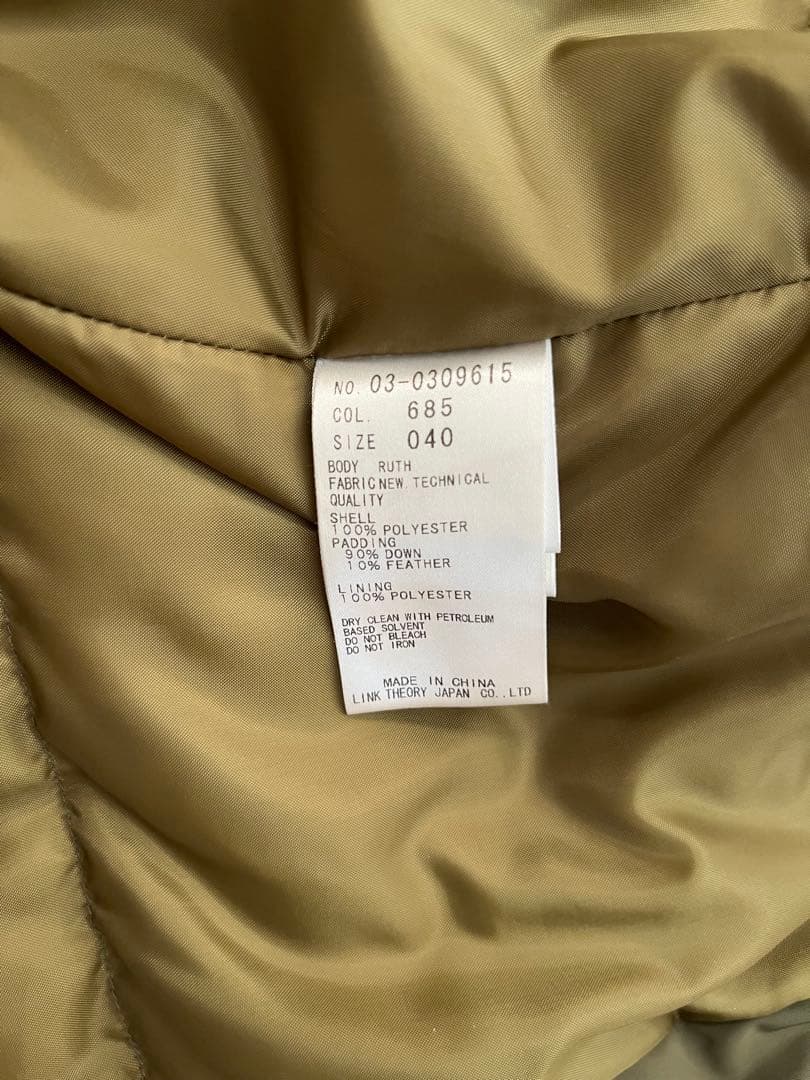 NO. 03-0309615
COL. 685
SIZE 040
BODY RUTH
FABRICNEW. TECHNICAL
QUALITY
SHELL
100% POLYESTER
PADDING
90% DOWN
10% FEATHER
LINING
100% POLYESTER
DRY CLEAN WITH PETROLEUM
BASED SOLVENT
DO NOT BLEACH
DO NOT IRON
MADE IN CHINA
LINK THEORY JAPAN CO.,LTD